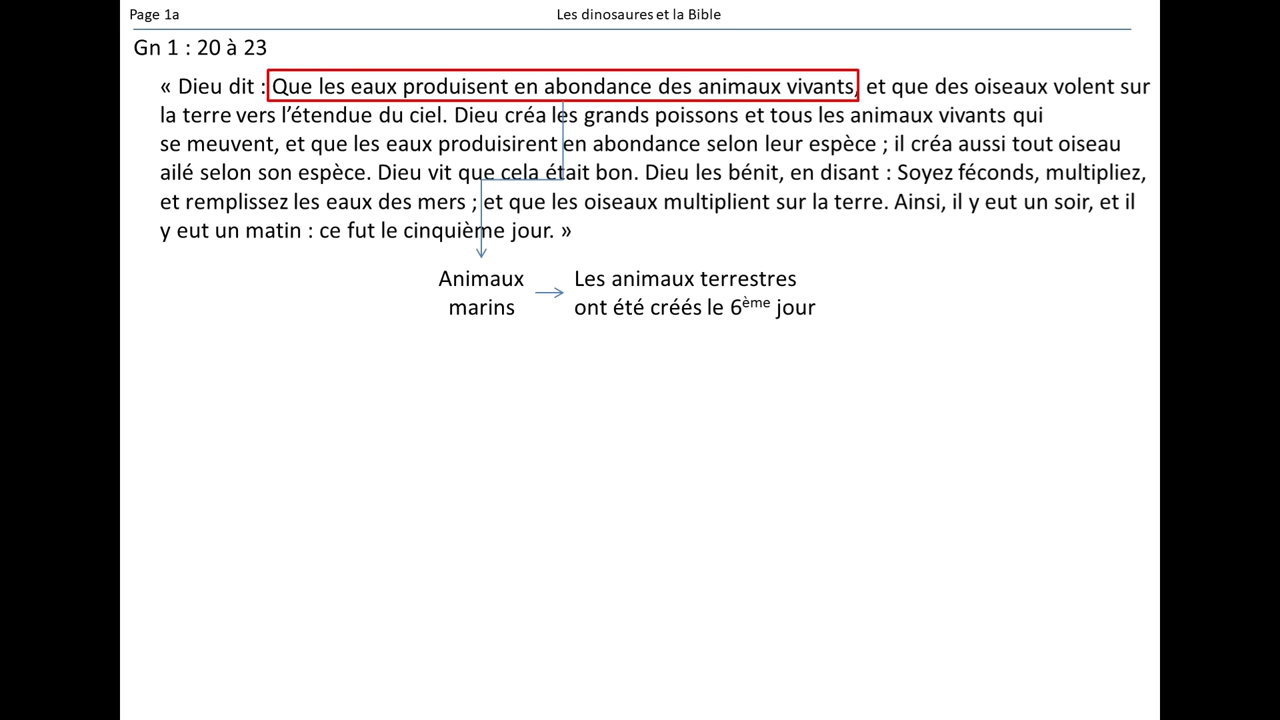 Page 1a
Les dinosaures et la Bible
Gn 1 : 20 à 23
« Dieu dit : Que les eaux produisent en abondance des animaux vivants, et que des oiseaux volent sur
la terre vers l’étendue du ciel. Dieu créa les grands poissons et tous les animaux vivants qui
se meuvent, et que les eaux produisirent en abondance selon leur espèce ; il créa aussi tout oiseau
ailé selon son espèce. Dieu vit que cela était bon. Dieu les bénit, en disant : Soyez féconds, multipliez,
et remplissez les eaux des mers ; et que les oiseaux multiplient sur la terre. Ainsi, il y eut un soir, et il
y eut un matin : ce fut le cinquième jour. »
Animaux
marins
Les animaux terrestres
ont été créés le 6ème jour